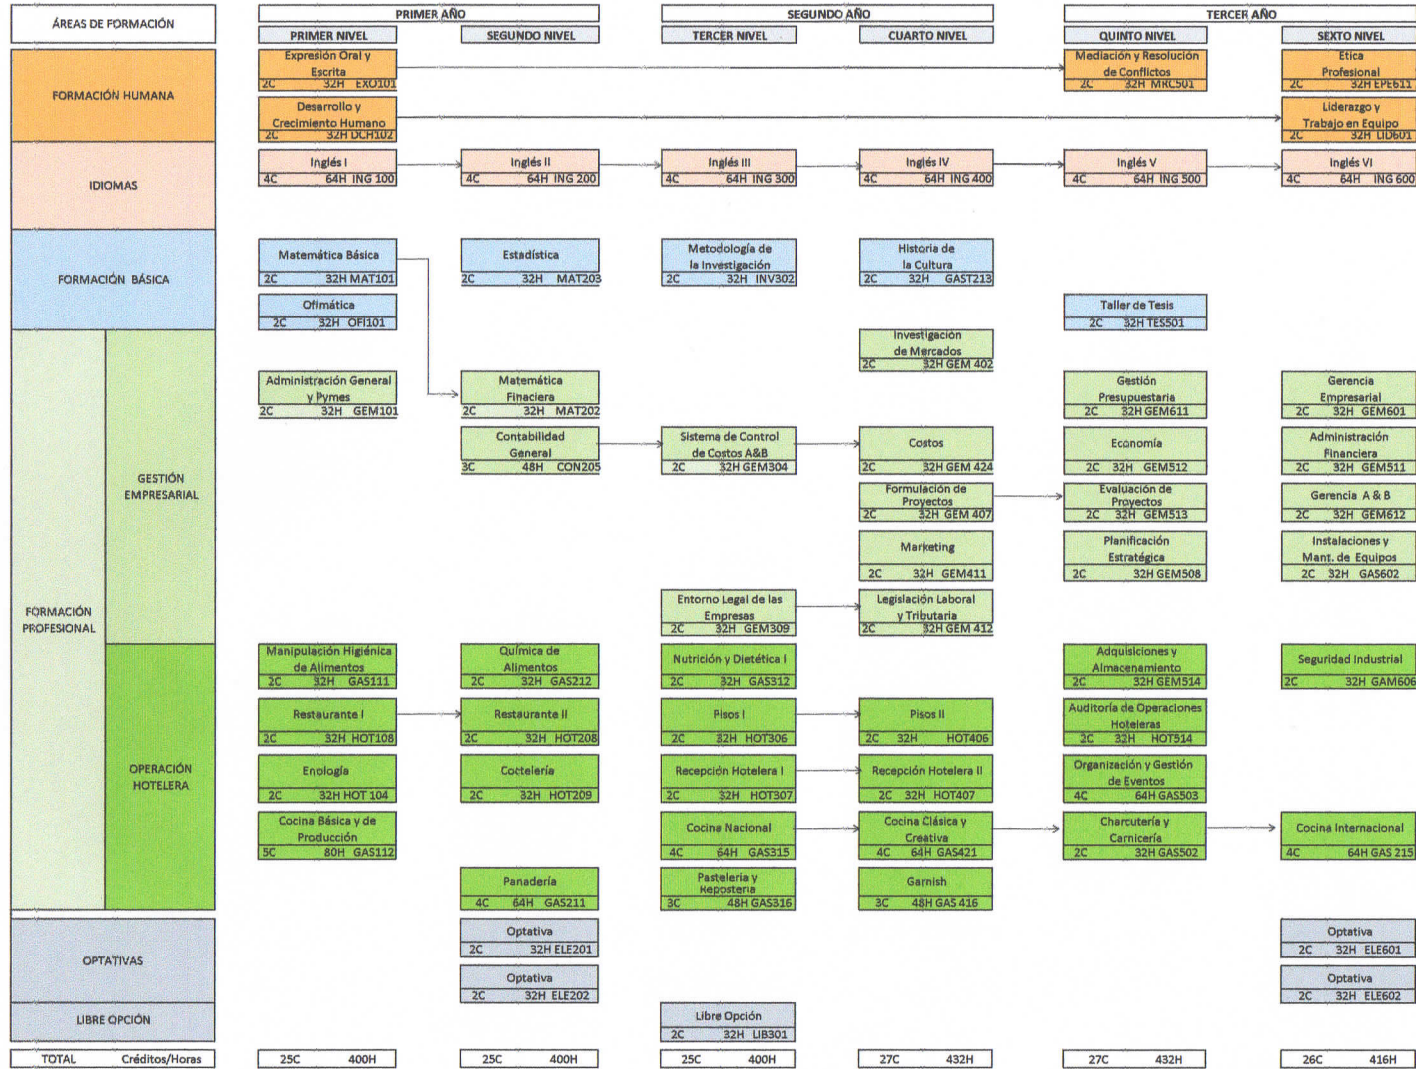 ÁREAS DE FORMACIÓN
PRIMER AÑO
SEGUNDO AÑO
TERCER AÑO
PRIMER NIVEL
SEGUNDO NIVEL
TERCER NIVEL
CUARTO NIVEL
QUINTO NIVEL
SEXTO NIVEL
FORMACIÓN HUMANA
Expresión Oral y
Escrita
2C 32H EXO101
Mediación y Resolución
de Conflictos
2C 32H MRC501
Etica
Profesional
2C 32H EPE611
Desarrollo y
Crecimiento Humano
2C 32H DCH102
Liderazgo y
Trabajo en Equipo
2C 32H LID601
IDIOMAS
Inglés I
4C 64H ING 100
Inglés II
4C 64H ING 200
Inglés III
4C 64H ING 300
Inglés IV
4C 64H ING 400
Inglés V
4C 64H ING 500
Inglés VI
4C 64H ING 600
FORMACIÓN BÁSICA
Matemática Básica
2C 32H MAT101
Estadística
2C 32H MAT203
Metodología de
la Investigación
2C 32H INV302
Historia de
la Cultura
2C 32H GAST213
Ofimática
2C 32H OFI101
Taller de Tesis
2C 32H TES501
FORMACIÓN
PROFESIONAL
GESTIÓN
EMPRESARIAL
Investigación
de Mercados
2C 32H GEM 402
Administración General
y Pymes
2C 32H GEM101
Matemática
Finaciera
2C 32H MAT202
Gestión
Presupuestaria
2C 32H GEM611
Gerencia
Empresarial
2C 32H GEM601
Contabilidad
General
3C 48H CON205
Sistema de Control
de Costos A&B
2C 32H GEM304
Costos
2C 32H GEM 424
Economía
2C 32H GEM512
Administración
Financiera
2C 32H GEM511
Formulación de
Proyectos
2C 32H GEM 407
Evaluación de
Proyectos
2C 32H GEM513
Gerencia A & B
2C 32H GEM612
Marketing
2C 32H GEM411
Planificación
Estratégica
2C 32H GEM508
Instalaciones y
Mant. de Equipos
2C 32H GAS602
Entorno Legal de las
Empresas
2C 32H GEM309
Legislación Laboral
y Tributaria
2C 32H GEM 412
OPERACIÓN
HOTELERA
Manipulación Higiénica
de Alimentos
2C 32H GAS111
Química de
Alimentos
2C 32H GAS212
Nutrición y Dietética I
2C 32H GAS312
Adquisiciones y
Almacenamiento
2C 32H GEM514
Seguridad Industrial
2C 32H GAM606
Restaurante I
2C 32H HOT108
Restaurante II
2C 32H HOT208
Pisos I
2C 32H HOT306
Pisos II
2C 32H HOT406
Auditoría de Operaciones
Hoteleras
2C 32H HOT514
Enología
2C 32H HOT 104
Coctelería
2C 32H HOT209
Recepción Hotelera I
2C 32H HOT307
Recepción Hotelera II
2C 32H HOT407
Organización y Gestión
de Eventos
4C 64H GAS503
Cocina Básica y de
Producción
5C 80H GAS112
Cocina Nacional
4C 64H GAS315
Cocina Clásica y
Creativa
4C 64H GAS421
Charcutería y
Carnicería
2C 32H GAS502
Cocina Internacional
4C 64H GAS 215
Panadería
4C 64H GAS211
Pastelería y
Repostería
3C 48H GAS316
Garnish
3C 48H GAS 416
OPTATIVAS
Optativa
2C 32H ELE201
Optativa
2C 32H ELE601
Optativa
2C 32H ELE202
Optativa
2C 32H ELE602
LIBRE OPCIÓN
Libre Opción
2C 32H LIB301
TOTAL Créditos/Horas
25C 400H
25C 400H
25C 400H
27C 432H
27C 432H
26C 416H